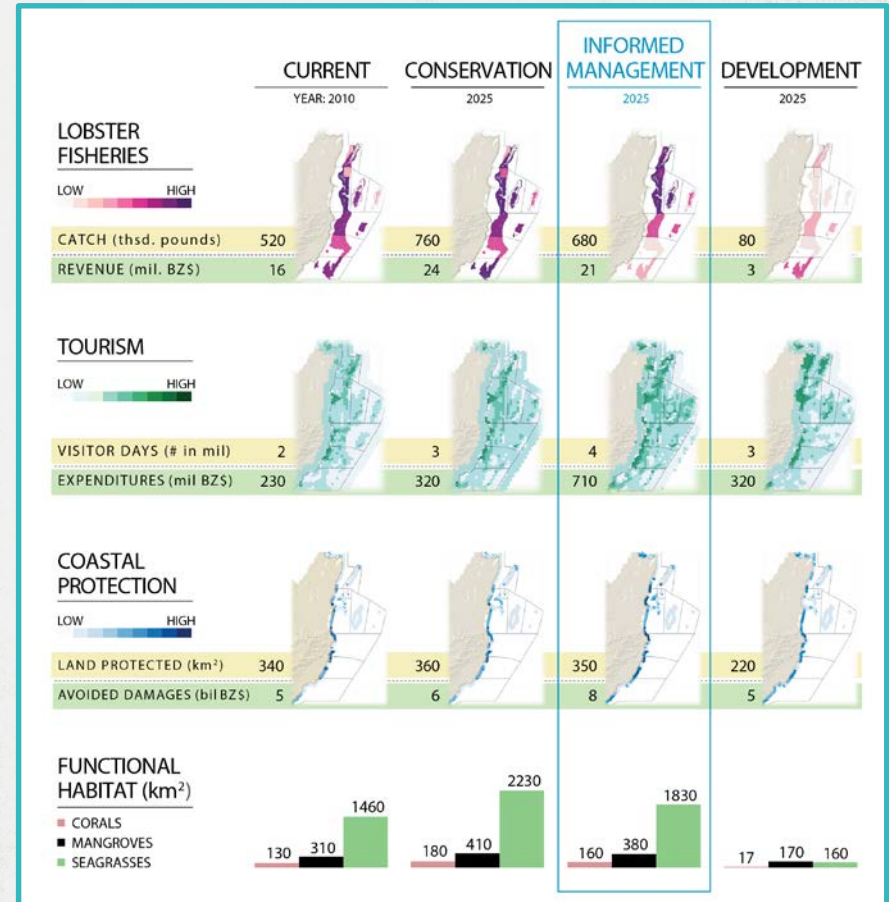 CURRENT CONSERVATION INFORMED MANAGEMENT DEVELOPMENT
YEAR: 2010 2025 2025 2025
LOBSTER
FISHERIES
LOW HIGH
CATCH (thsd. pounds) 520 760 680 80
REVENUE (mil. BZ$) 16 24 21 3
TOURISM
LOW HIGH
VISITOR DAYS (# in mil) 2 3 4 3
EXPENDITURES (mil BZ$) 230 320 710 320
COASTAL
PROTECTION
LOW HIGH
LAND PROTECTED (km²) 340 360 350 220
AVOIDED DAMAGES (bil BZ$) 5 6 8 5
FUNCTIONAL
HABITAT (km²)
CORALS
MANGROVES
SEAGRASSES
130 310 1460
180 410 2230
160 380 1830
17 170 160